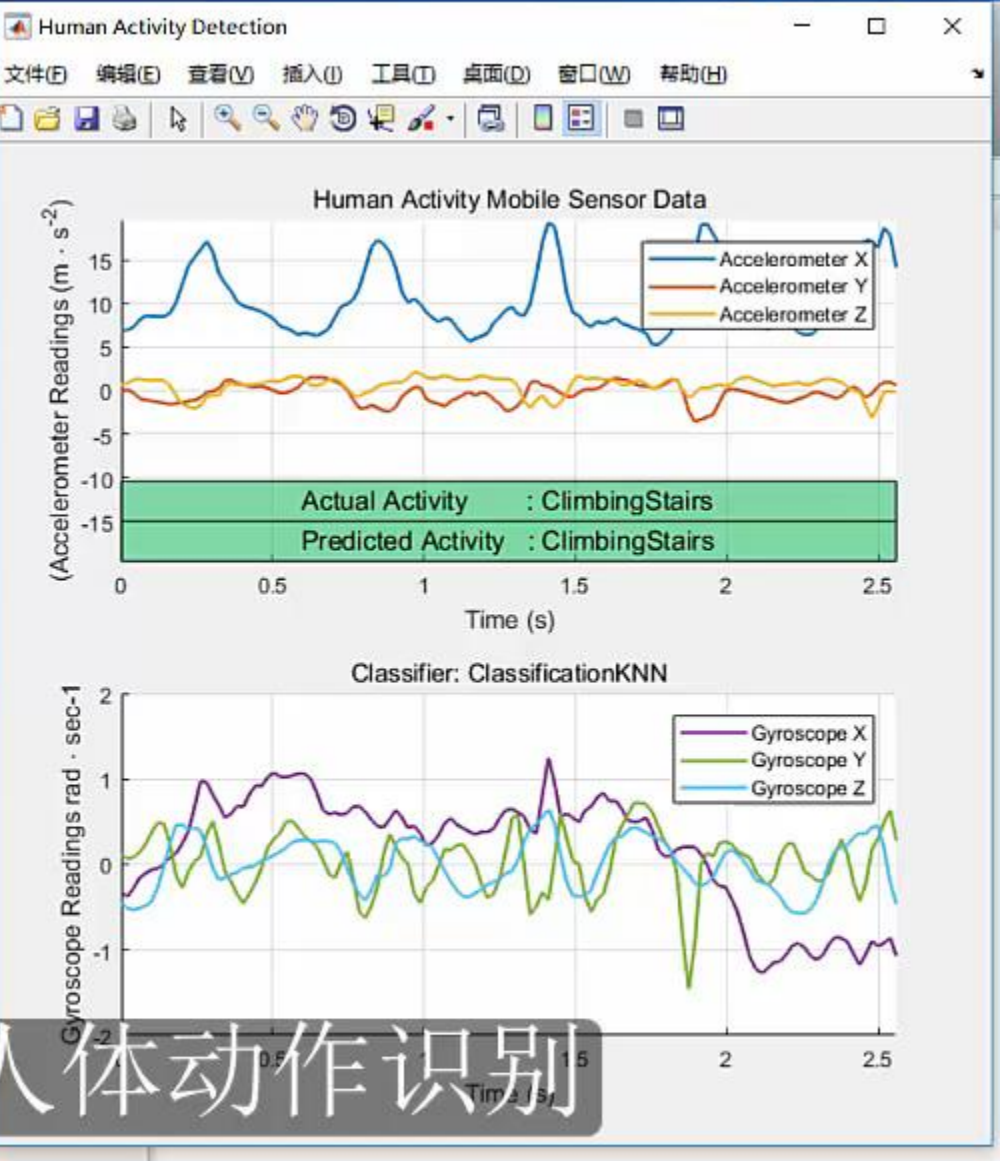 Human Activity Detection
文件(F) 编辑(E) 查看(V) 插入(I) 工具(T) 桌面(D) 窗口(W) 帮助(H)
Human Activity Mobile Sensor Data
(Accelerometer Readings (m · s-2)
15
10
5
0
-5
-10
-15
Accelerometer X
Accelerometer Y
Accelerometer Z
Actual Activity : ClimbingStairs
Predicted Activity : ClimbingStairs
0 0.5 1 1.5 2 2.5
Time (s)
Classifier: ClassificationKNN
Gyroscope Readings rad · sec-1
2
1
0
-1
-2
Gyroscope X
Gyroscope Y
Gyroscope Z
0.5 1 1.5 2 2.5
Time (s)
人体动作识别